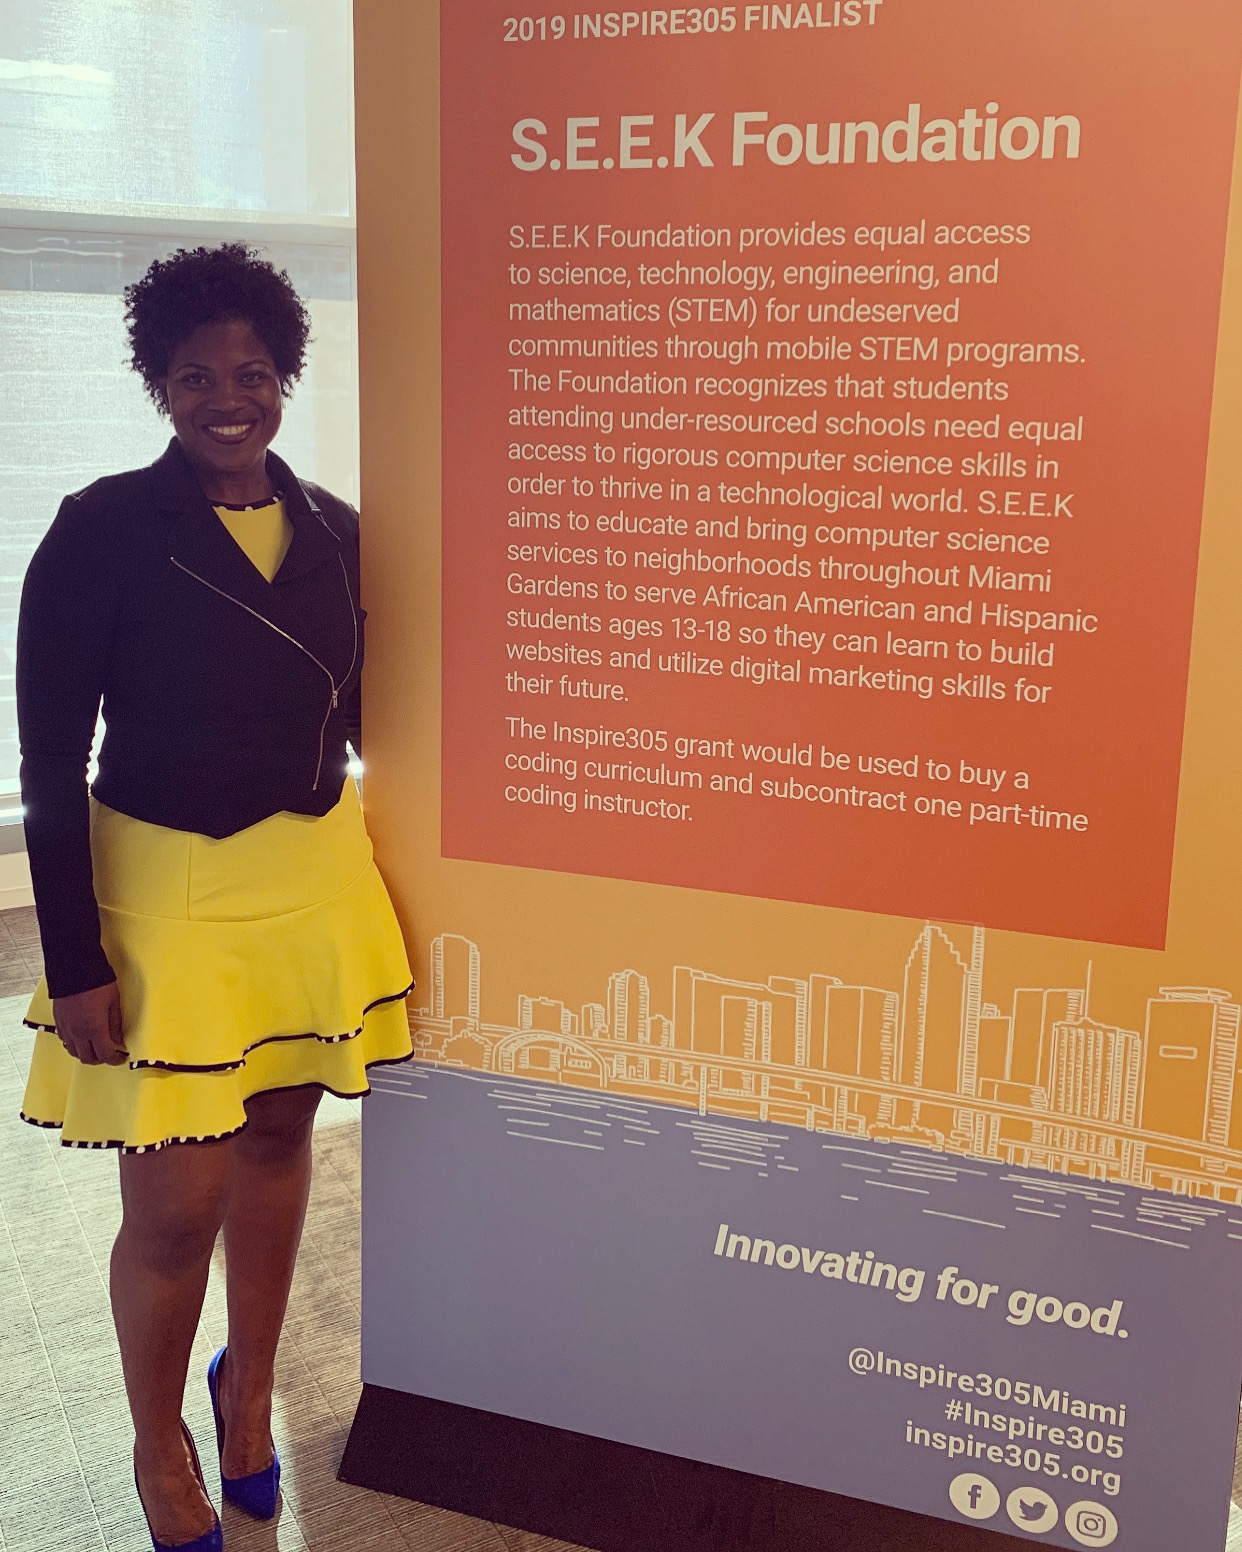 2019 INSPIRE305 FINALIST
S.E.E.K Foundation
S.E.E.K Foundation provides equal access
to science, technology, engineering, and
mathematics (STEM) for undeserved
communities through mobile STEM programs.
The Foundation recognizes that students
attending under-resourced schools need equal
access to rigorous computer science skills in
order to thrive in a technological world. S.E.E.K
aims to educate and bring computer science
services to neighborhoods throughout Miami
Gardens to serve African American and Hispanic
students ages 13-18 so they can learn to build
websites and utilize digital marketing skills for
their future.
The Inspire305 grant would be used to buy a
coding curriculum and subcontract one part-time
coding instructor.
Innovating for good.
@Inspire305Miami
#Inspire305
inspire305.org